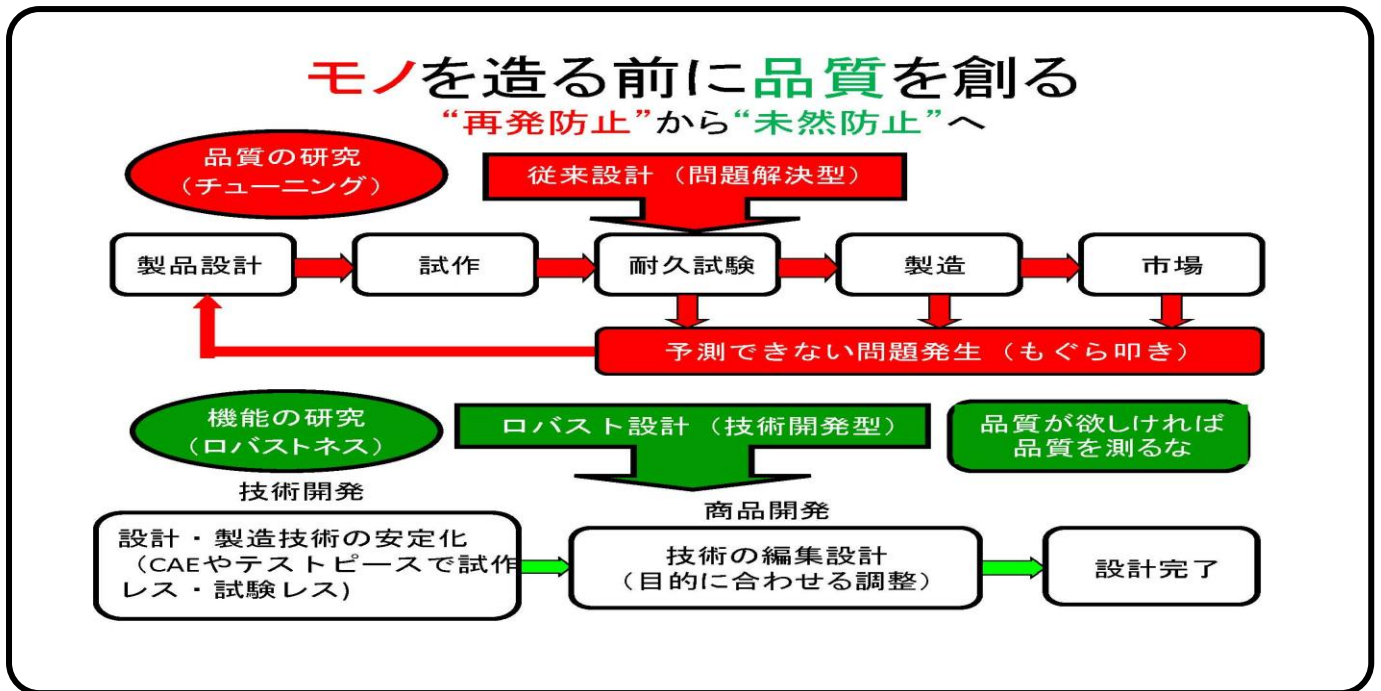 モノを造る前に品質を創る
“再発防止”から“未然防止”へ
品質の研究
（チューニング）
従来設計（問題解決型）
製品設計
試作
耐久試験
製造
市場
予測できない問題発生（もぐら叩き）
機能の研究
（ロバストネス）
ロバスト設計（技術開発型）
品質が欲しければ
品質を測るな
技術開発
商品開発
設計・製造技術の安定化
（CAEやテストピースで試作
レス・試験レス)
技術の編集設計
（目的に合わせる調整）
設計完了